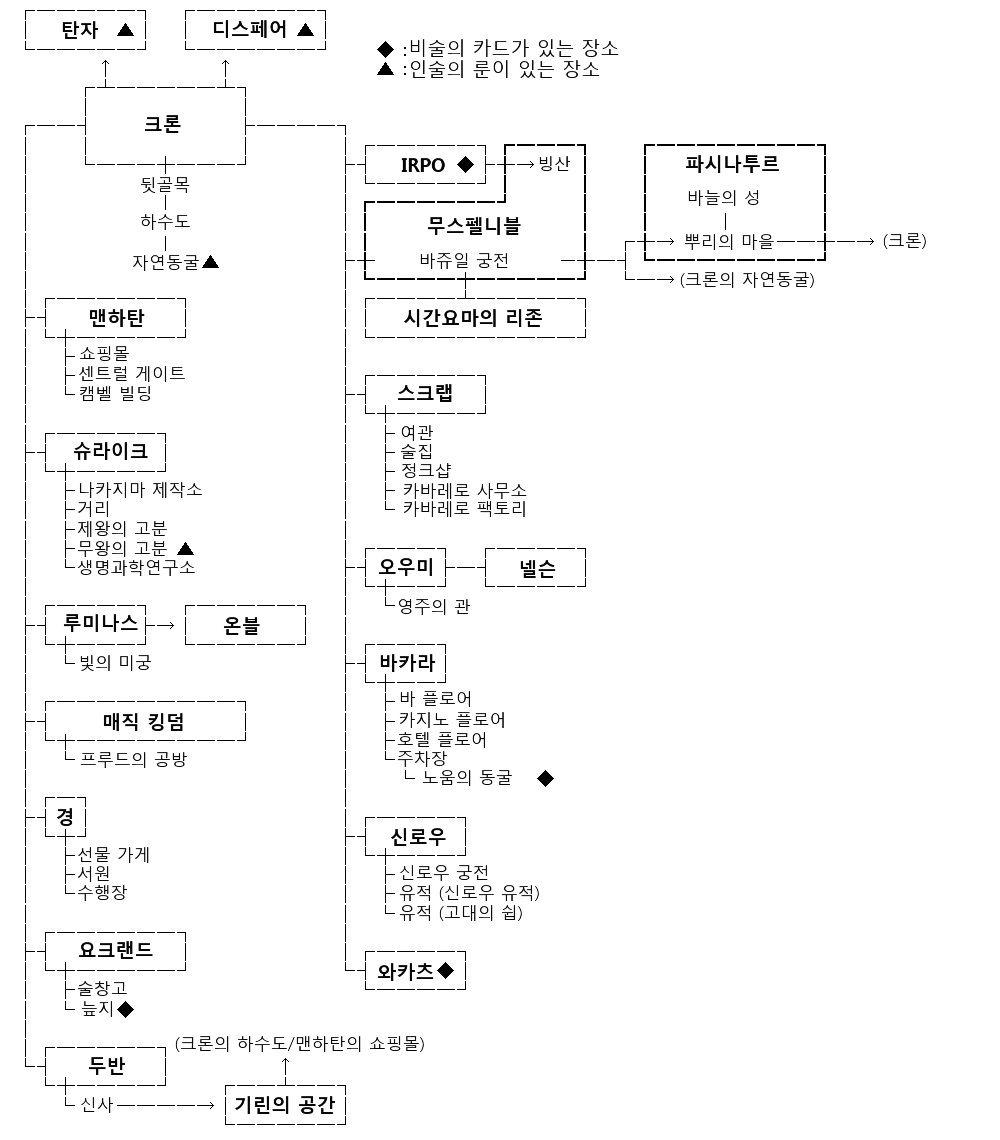 탄자 ▲
디스페어 ▲
◆ :비술의 카드가 있는 장소
▲ :인술의 룬이 있는 장소
크론
뒷골목
하수도
자연동굴▲
맨하탄
쇼핑몰
센트럴 게이트
캠벨 빌딩
슈라이크
나카지마 제작소
거리
제왕의 고분
무왕의 고분 ▲
생명과학연구소
루미나스
온블
빛의 미궁
매직 킹덤
프루드의 공방
경
선물 가게
서원
수행장
요크랜드
술창고
늪지◆
두반
신사
(크론의 하수도/맨하탄의 쇼핑몰)
기린의 공간
IRPO ◆
빙산
무스펠니블
바쥬일 궁전
파시나투르
바늘의 성
뿌리의 마을
(크론)
(크론의 자연동굴)
시간요마의 리존
스크랩
여관
술집
정크샵
카바레로 사무소
카바레로 팩토리
오우미
넬슨
영주의 관
바카라
바 플로어
카지노 플로어
호텔 플로어
주차장
노움의 동굴 ◆
신로우
신로우 궁전
유적 (신로우 유적)
유적 (고대의 쉽)
와카츠◆